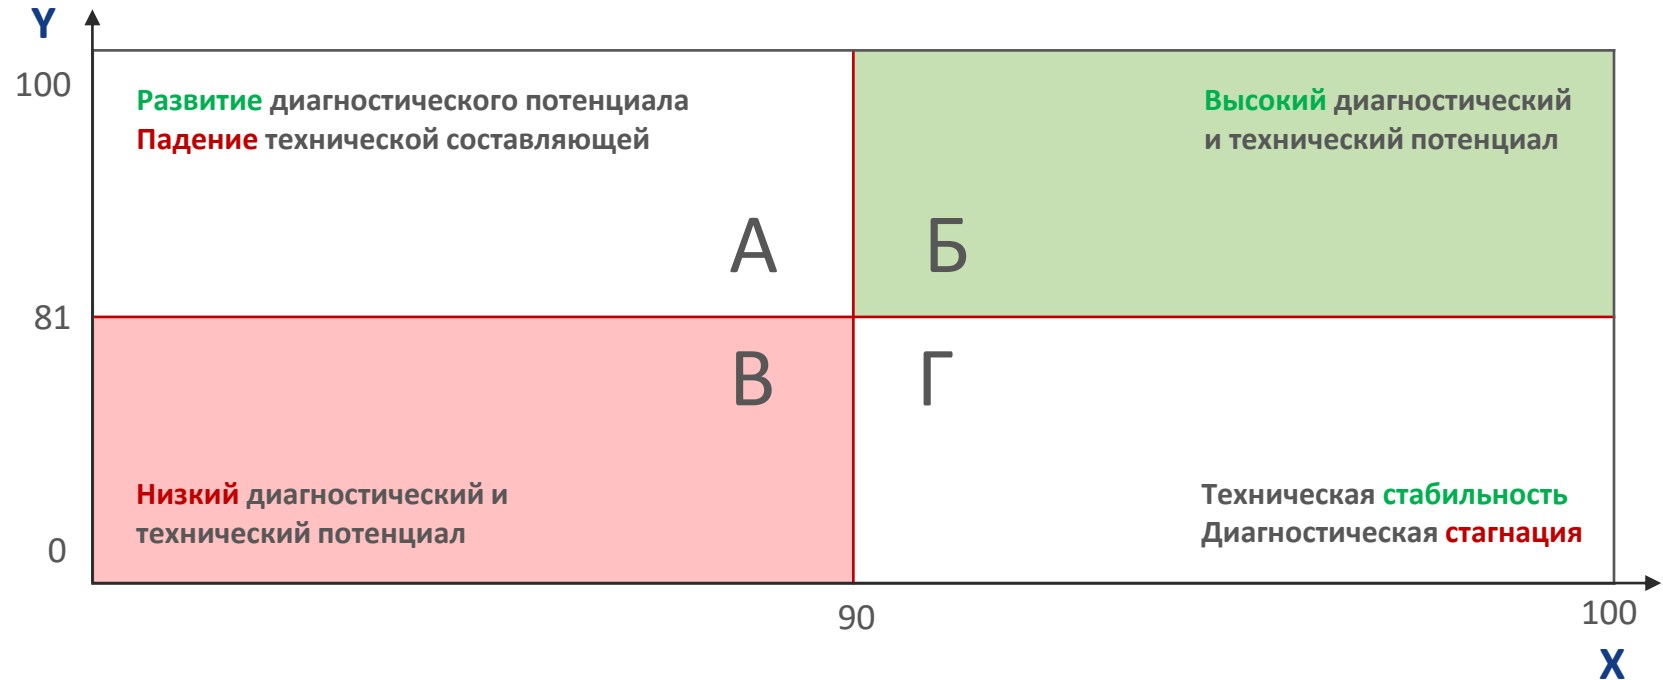 Y
100
Развитие диагностического потенциала
Падение технической составляющей
Высокий диагностический
и технический потенциал
А
Б
81
В
Г
Низкий диагностический и
технический потенциал
Техническая стабильность
Диагностическая стагнация
0
90
100
X